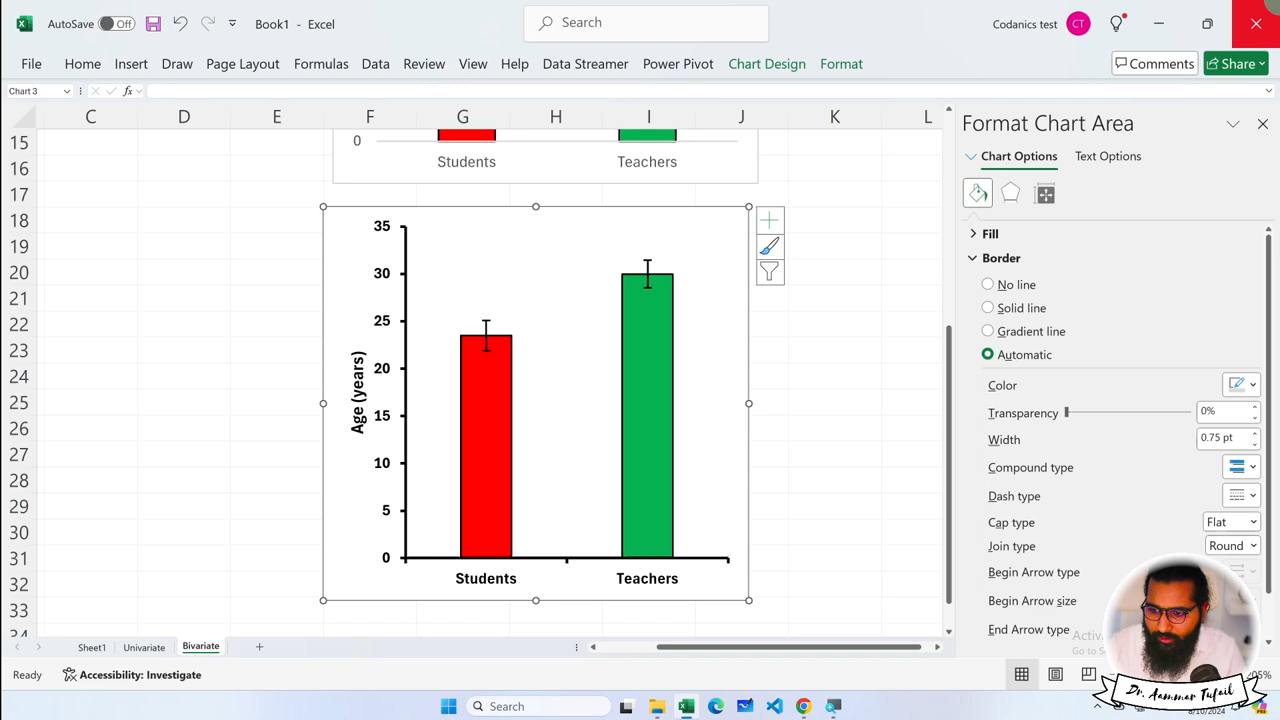 AutoSave Off Book1 - Excel Search Codanics test CT
File Home Insert Draw Page Layout Formulas Data Review View Help Data Streamer Power Pivot Chart Design Format Comments Share
Chart 3 fx
C D E F G H I J K L
15
16
17
18
19
20
21
22
23
24
25
26
27
28
29
30
31
32
33
34
0
Students Teachers
35
30
25
20
15
10
5
0
Age (years)
Students Teachers
Format Chart Area
Chart Options Text Options
Fill
Border
No line
Solid line
Gradient line
Automatic
Color
Transparency 0%
Width 0.75 pt
Compound type
Dash type
Cap type Flat
Join type Round
Begin Arrow type
Begin Arrow size
End Arrow type
Sheet1 Univariate Bivariate
Ready Accessibility: Investigate
Dr. Aammar Tufail
Search
8/10/2024